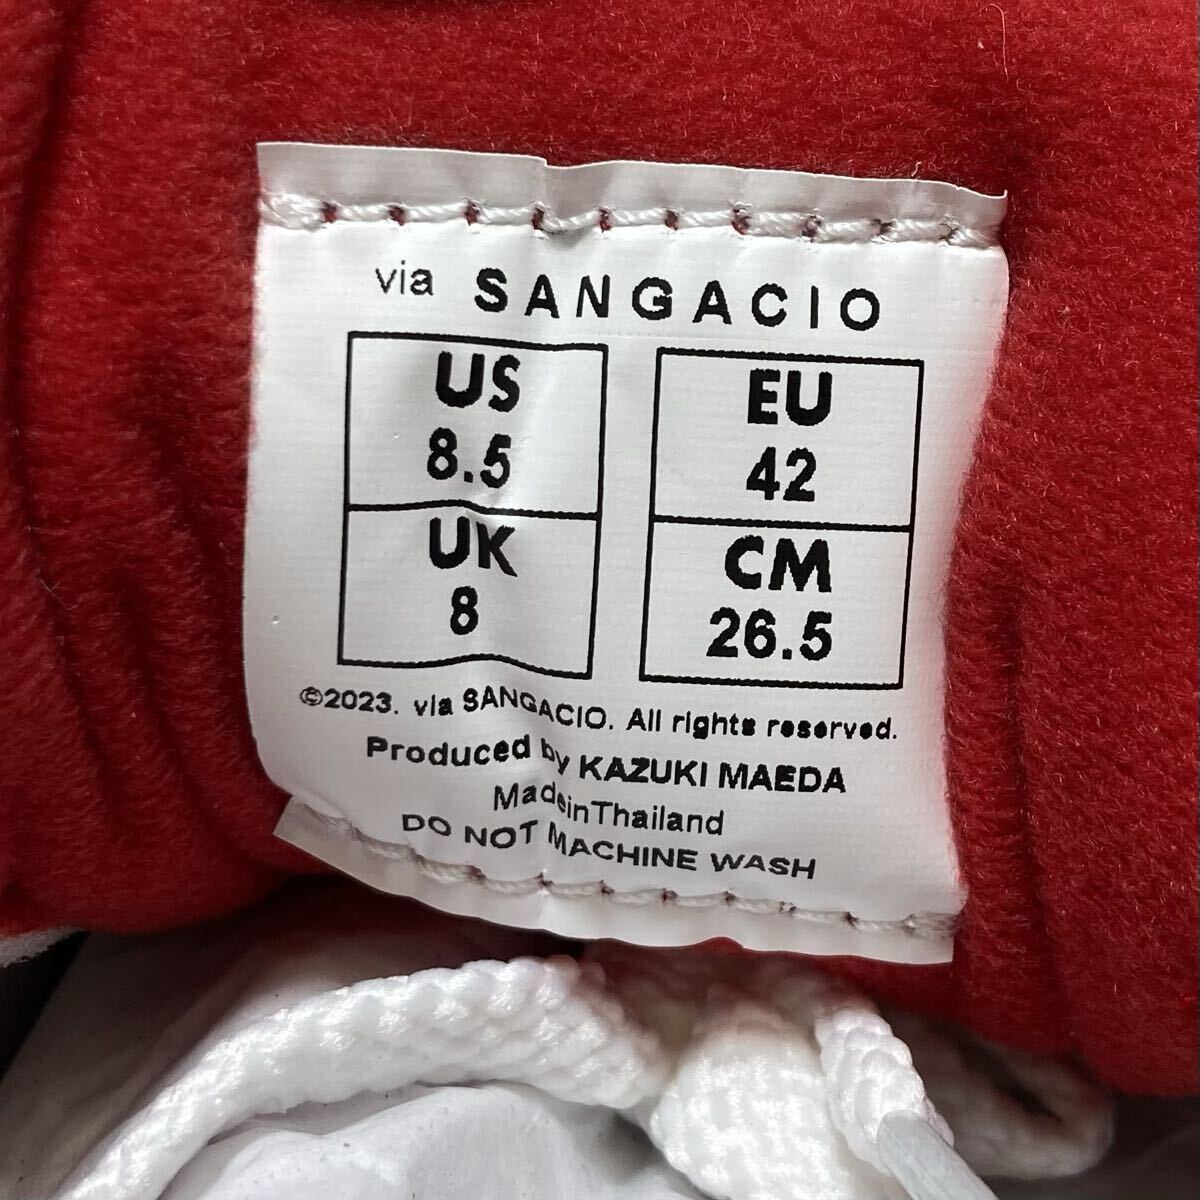 via SANGACIO
US
8.5
UK
8
EU
42
CM
26.5
©2023. via SANGACIO. All rights reserved.
Produced by KAZUKI MAEDA
MadeinThailand
DO NOT MACHINE WASH